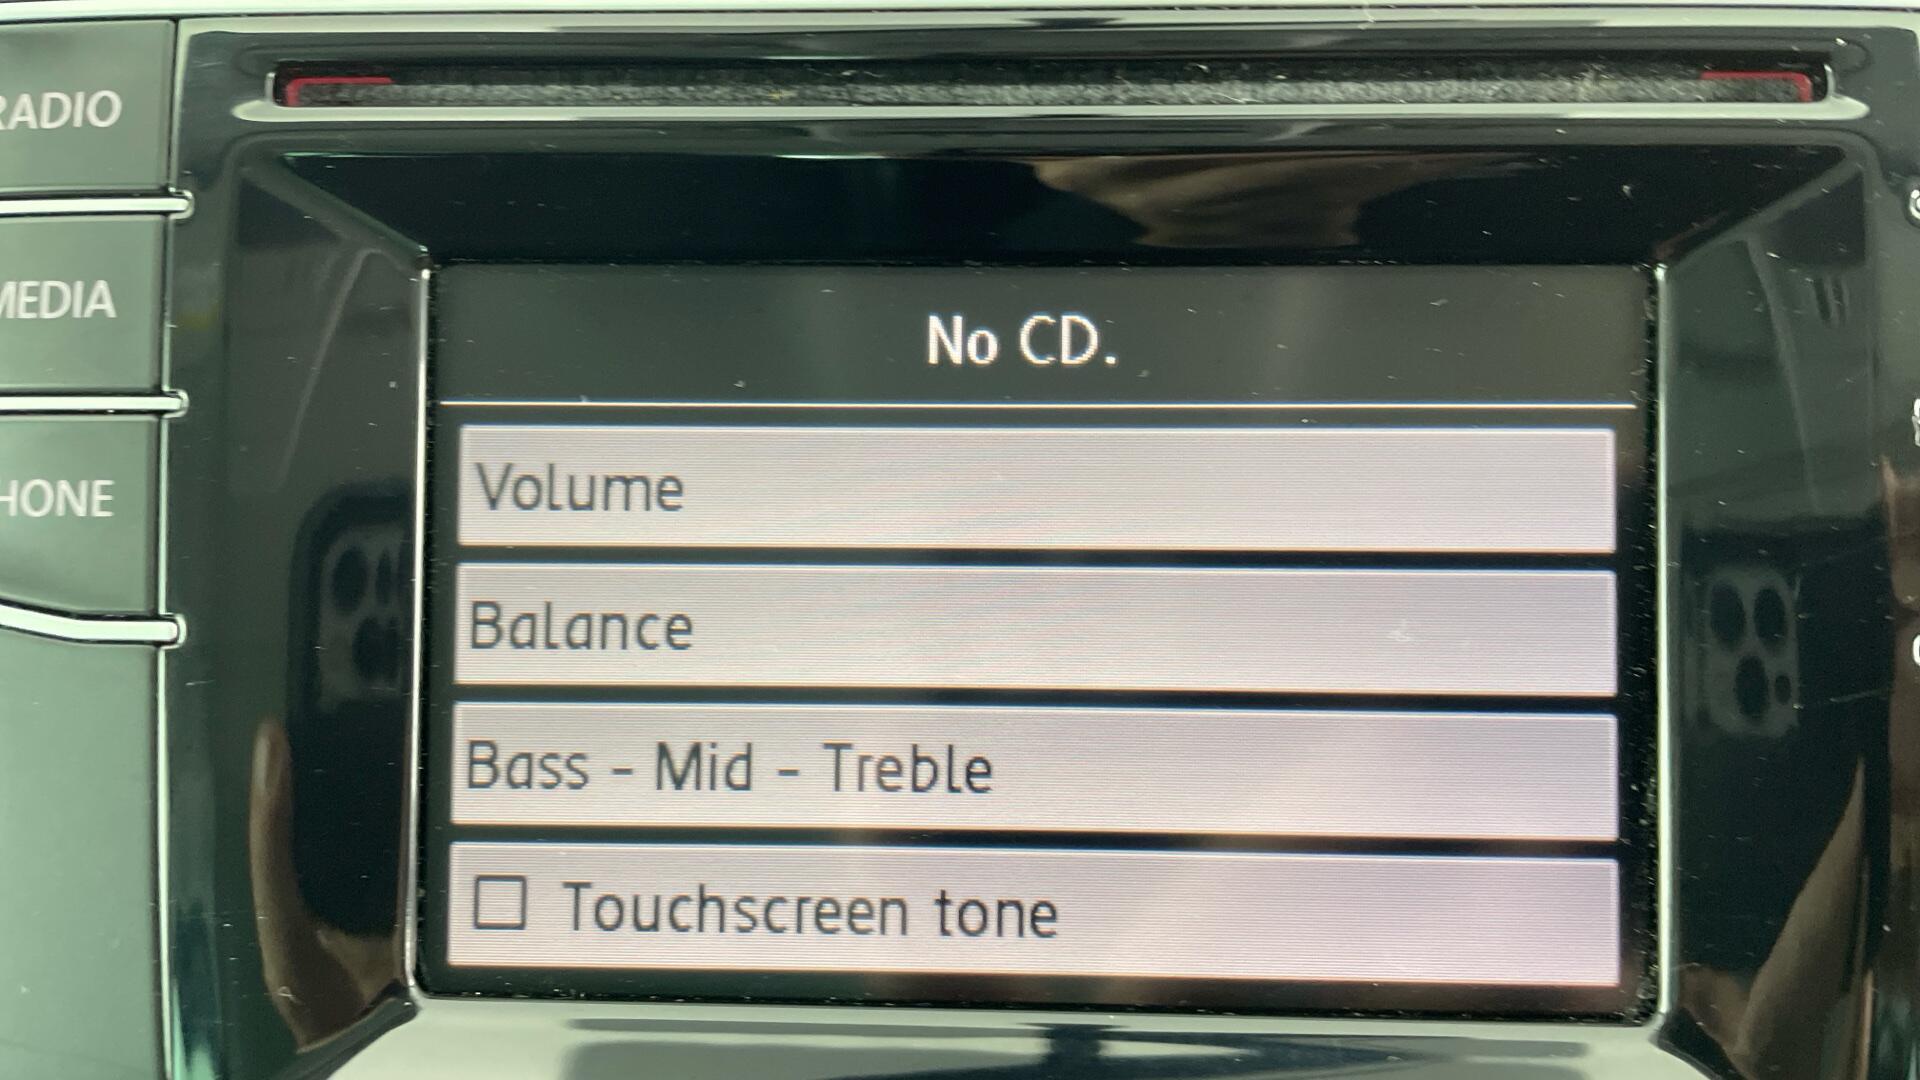 RADIO
MEDIA
HONE
No CD.
Volume
Balance
Bass - Mid - Treble
Touchscreen tone